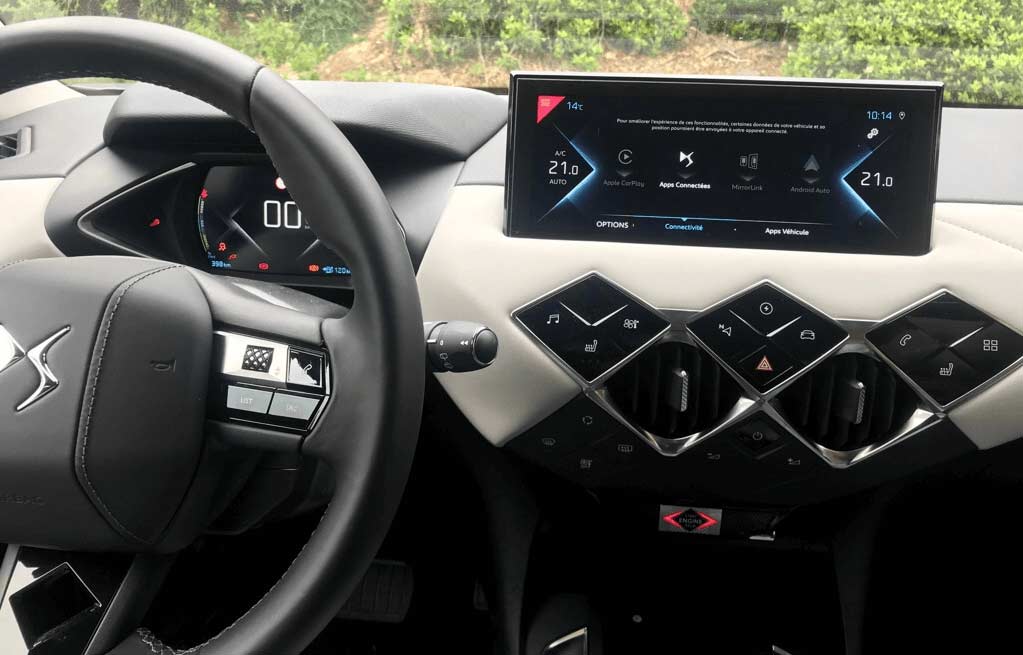 14°C
10:14
Pour améliorer l'expérience de ces fonctionnalités, certaines données de votre véhicule et sa
position pourraient être envoyées à votre appareil connecté.
A/C
21.0
AUTO
21.0
Apple CarPlay
Apps Connectées
MirrorLink
Android Auto
OPTIONS
Connectivité
Apps Véhicule
00
398 km
120
N
0
LIST
ENGINE